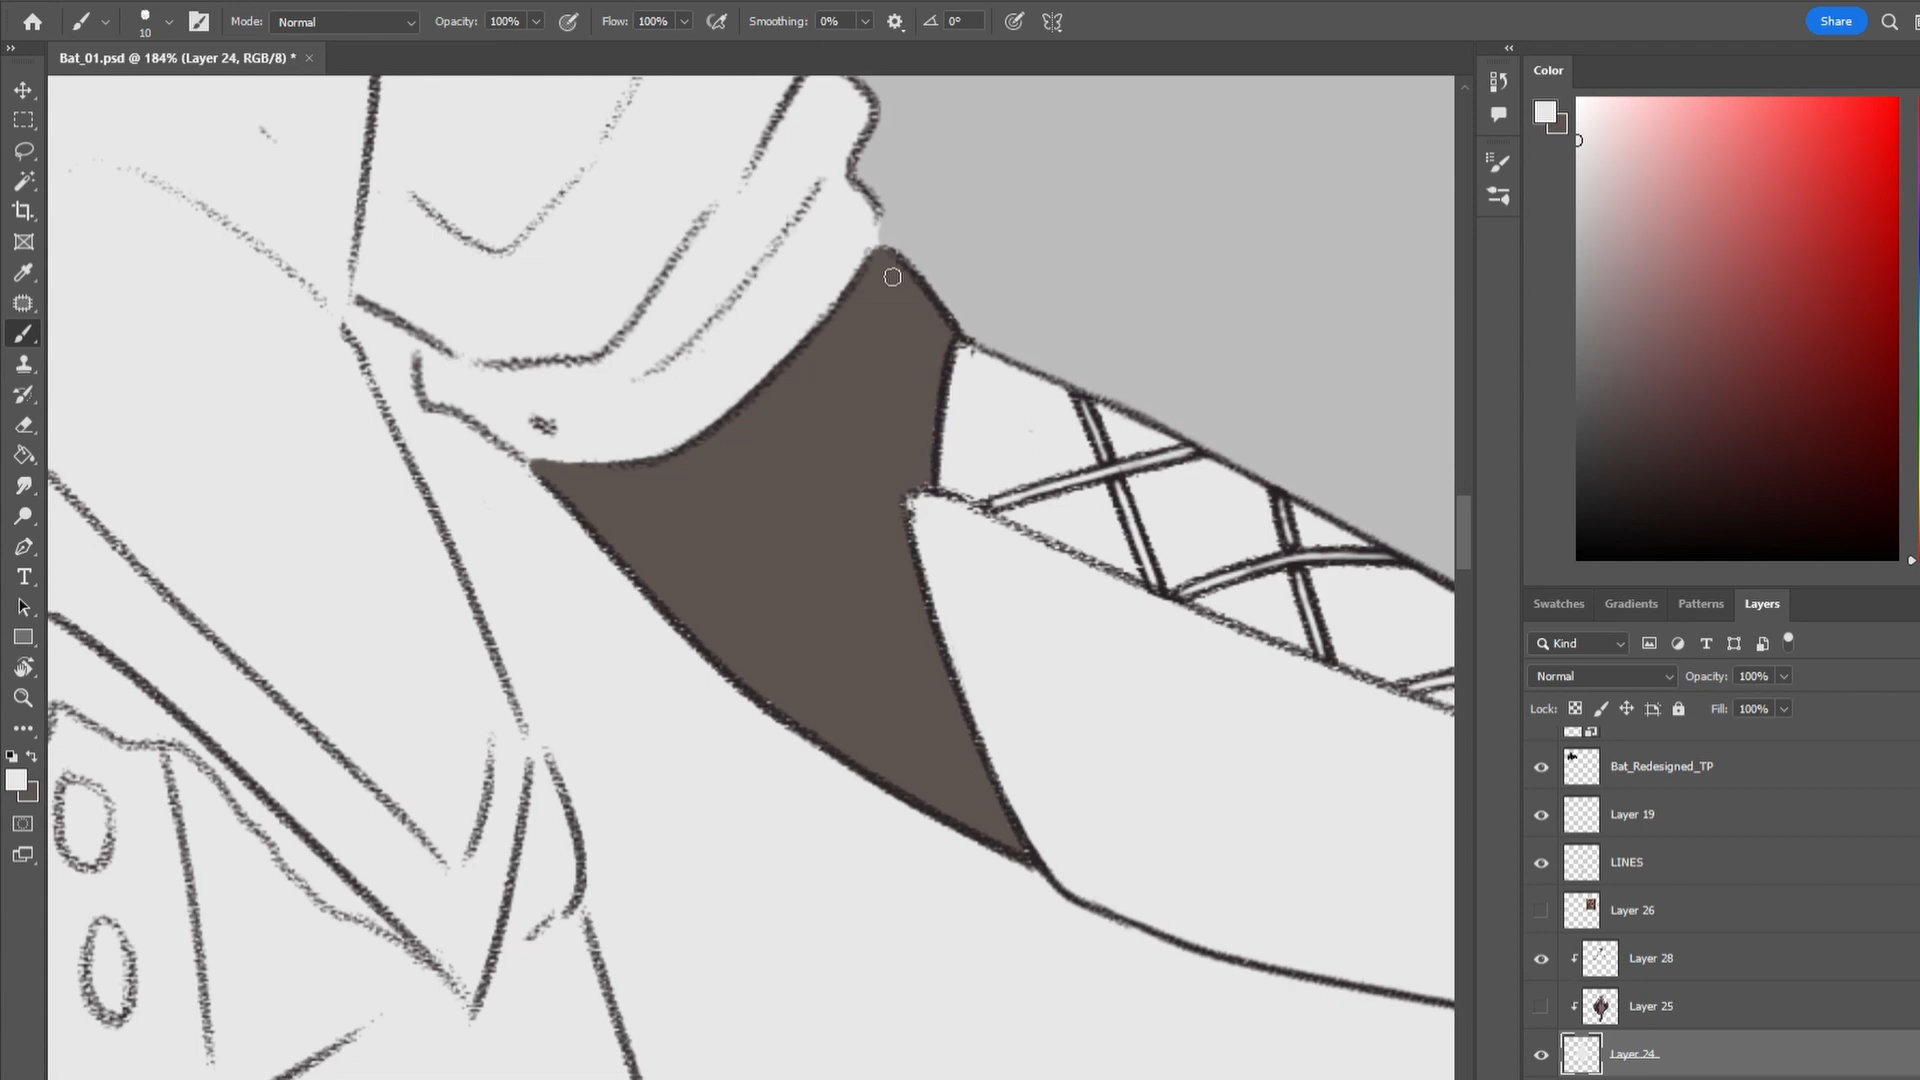 10
Mode: Normal
Opacity: 100%
Flow: 100%
Smoothing: 0%
0°
Share
Bat_01.psd @ 184% (Layer 24, RGB/8) *
Color
Swatches
Gradients
Patterns
Layers
Kind
Normal
Opacity: 100%
Lock:
Fill: 100%
Bat_Redesigned_TP
Layer 19
LINES
Layer 26
Layer 28
Layer 25
Layer 24